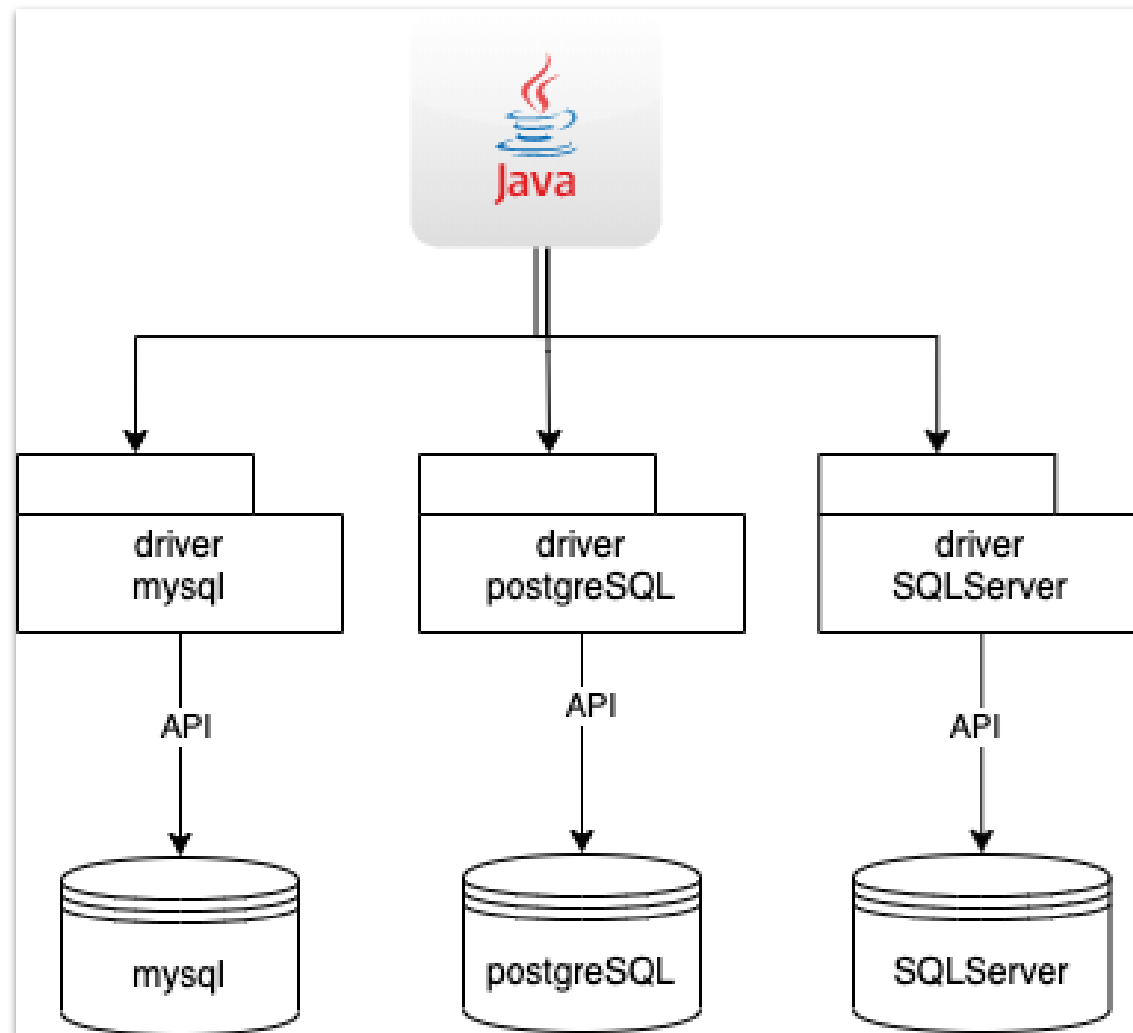 Java
driver
mysql
driver
postgreSQL
driver
SQLServer
API
API
API
mysql
postgreSQL
SQLServer